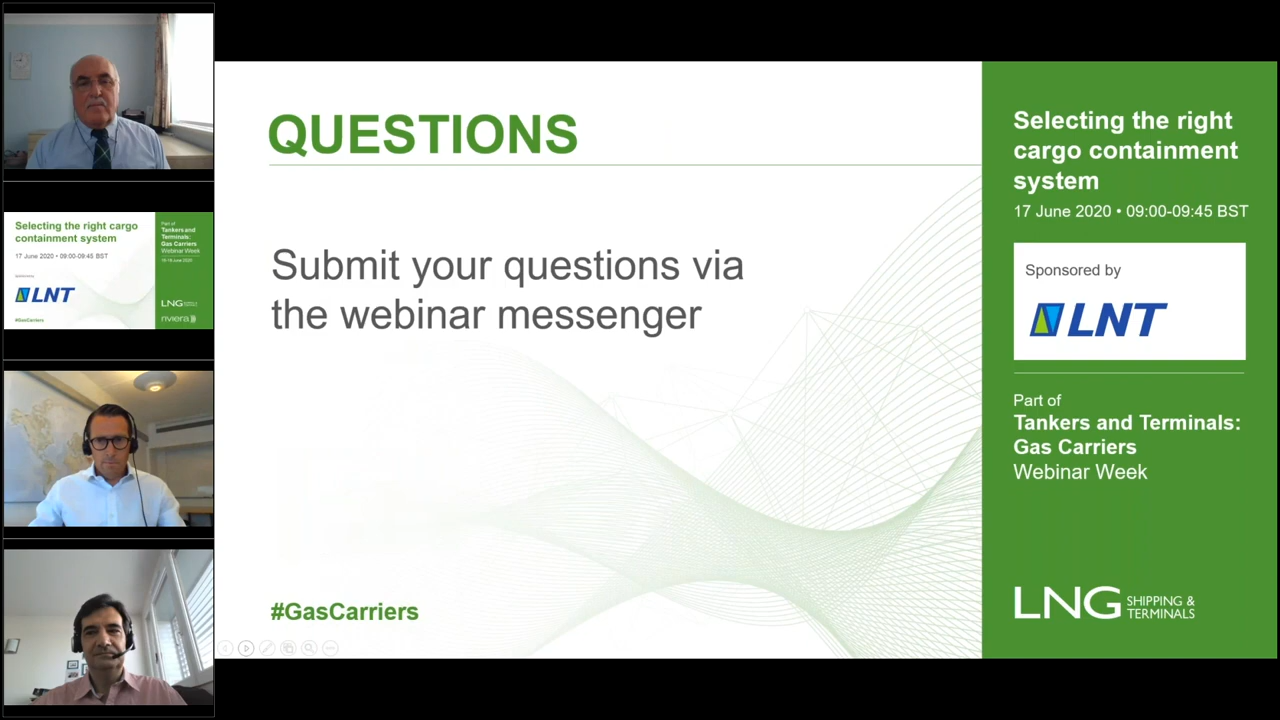 QUESTIONS
Submit your questions via
the webinar messenger
#GasCarriers
Selecting the right
cargo containment
system
17 June 2020 • 09:00-09:45 BST
Sponsored by
LNT
Part of
Tankers and Terminals:
Gas Carriers
Webinar Week
LNG SHIPPING &
TERMINALS
Selecting the right cargo
containment system
17 June 2020 • 09:00-09:45 BST
LNT
#GasCarriers
Part of
Tankers and
Terminals:
Gas Carriers
Webinar Week
LNG